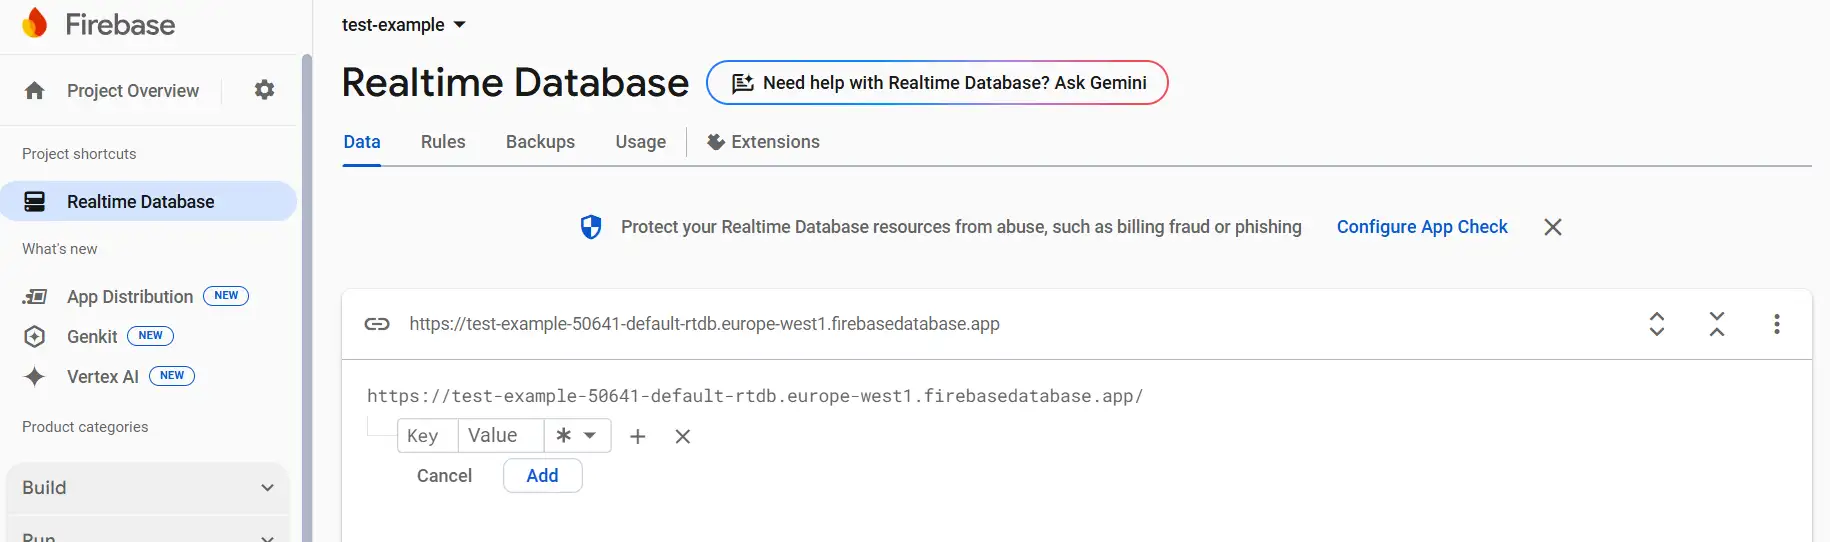 Firebase
Project Overview
Project shortcuts
Realtime Database
What's new
App Distribution NEW
Genkit NEW
Vertex AI NEW
Product categories
Build
Run
test-example
Realtime Database
Need help with Realtime Database? Ask Gemini
Data Rules Backups Usage Extensions
Protect your Realtime Database resources from abuse, such as billing fraud or phishing Configure App Check
https://test-example-50641-default-rtdb.europe-west1.firebasedatabase.app
https://test-example-50641-default-rtdb.europe-west1.firebasedatabase.app/
Key Value *
Cancel Add